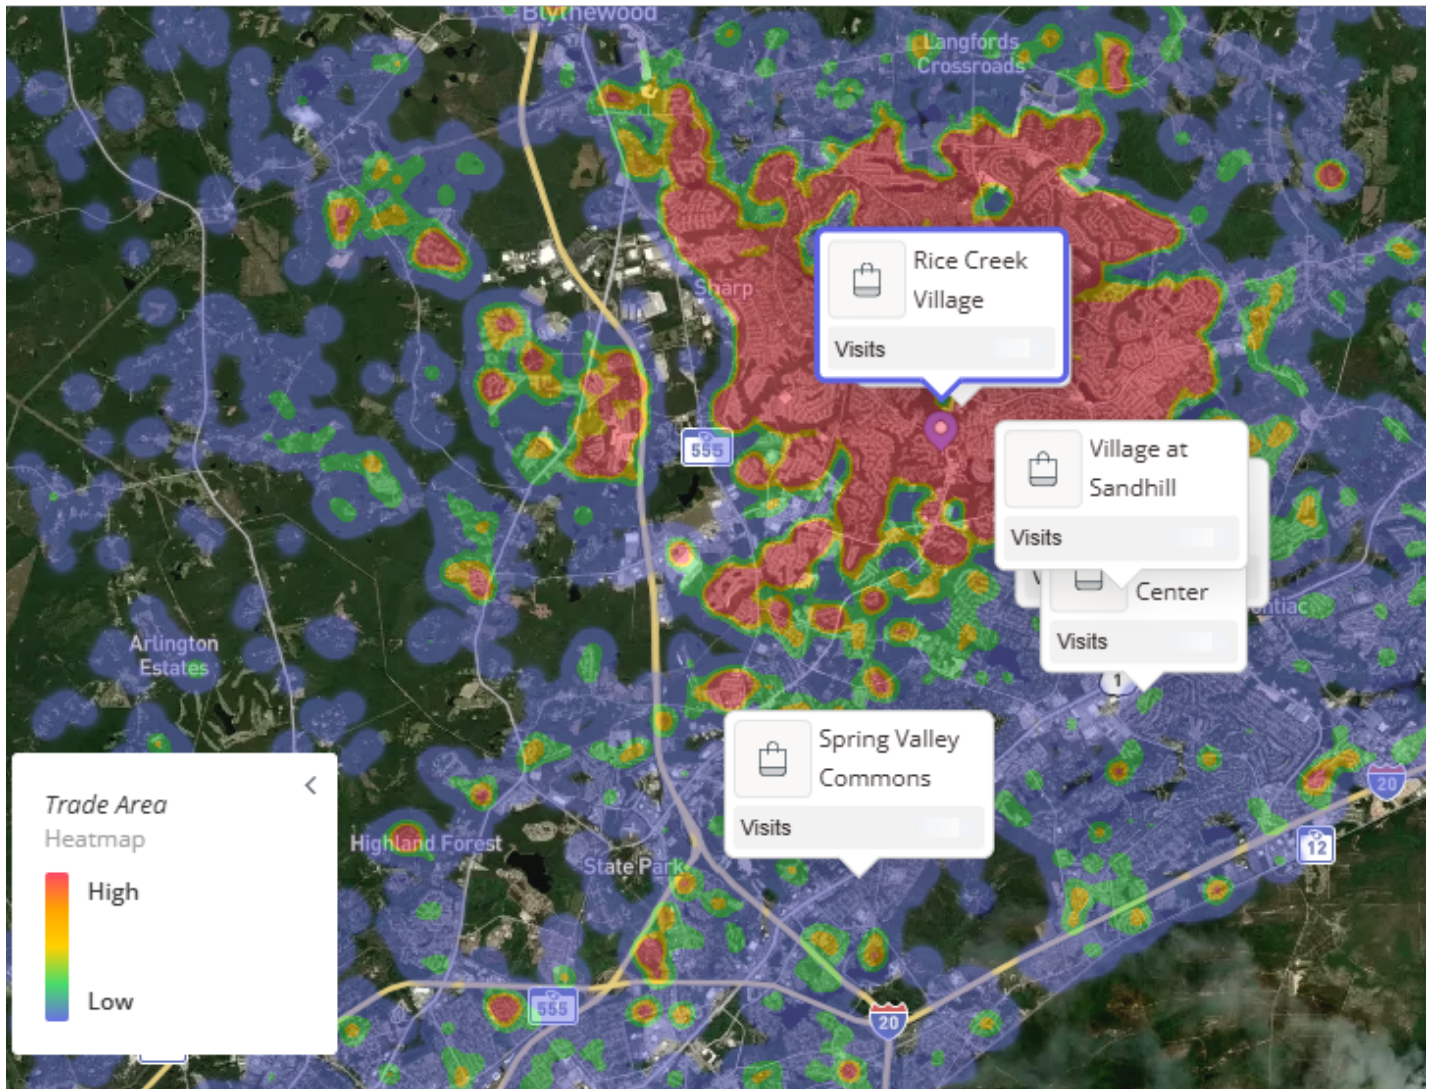 Blythewood
Langfords
Crossroads
Rice Creek
Village
Visits
Sharp
555
Village at
Sandhill
Visits
Center
Visits
1
Arlington
Estates
Spring Valley
Commons
Visits
Trade Area
Heatmap
High
Low
Highland Forest
State Park
20
12
555
20